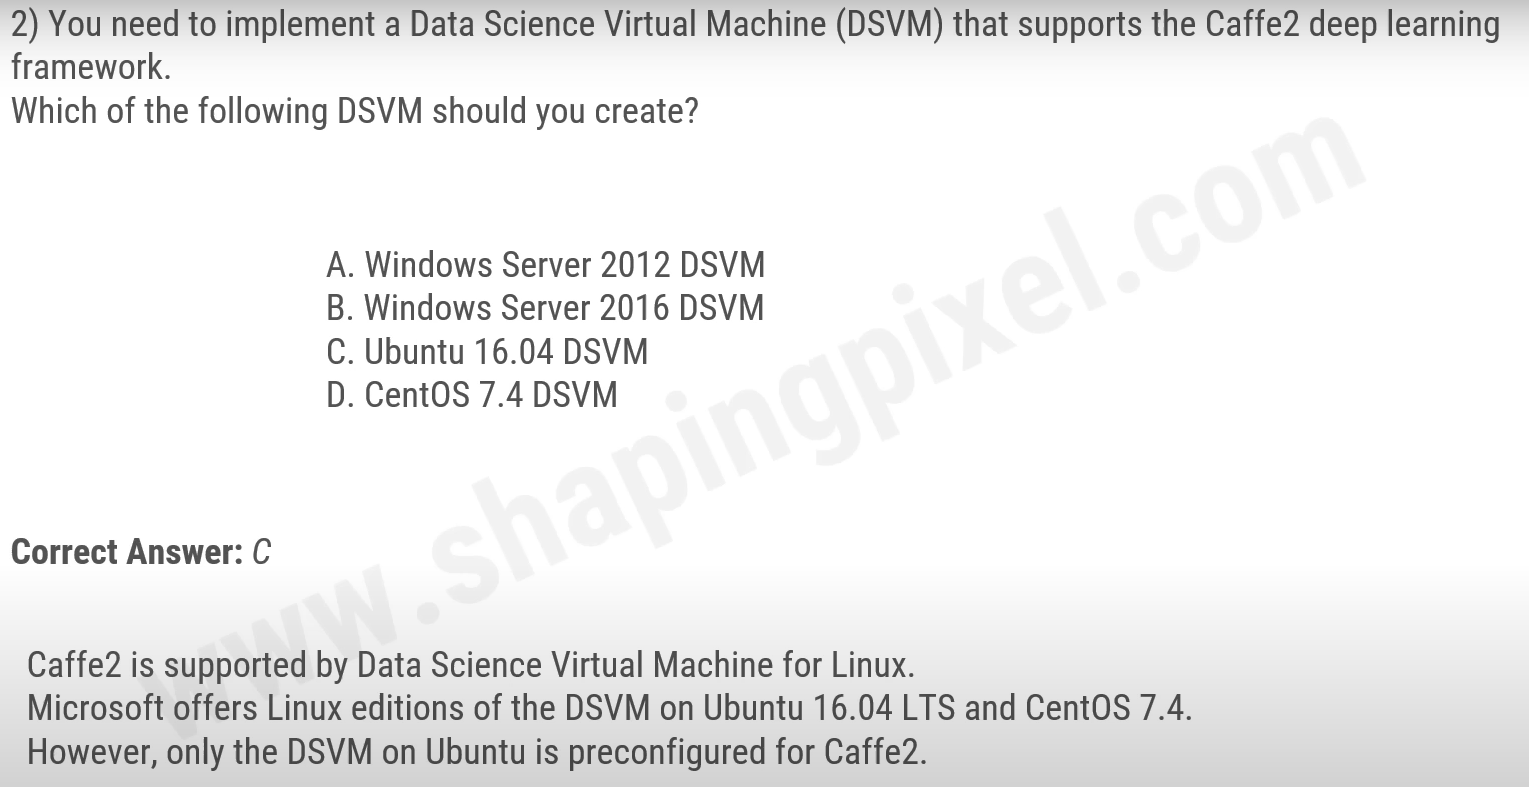 2) You need to implement a Data Science Virtual Machine (DSVM) that supports the Caffe2 deep learning
framework.
Which of the following DSVM should you create?
A. Windows Server 2012 DSVM
B. Windows Server 2016 DSVM
C. Ubuntu 16.04 DSVM
D. CentOS 7.4 DSVM
www.shapingpixel.com
Correct Answer: C
Caffe2 is supported by Data Science Virtual Machine for Linux.
Microsoft offers Linux editions of the DSVM on Ubuntu 16.04 LTS and CentOS 7.4.
However, only the DSVM on Ubuntu is preconfigured for Caffe2.